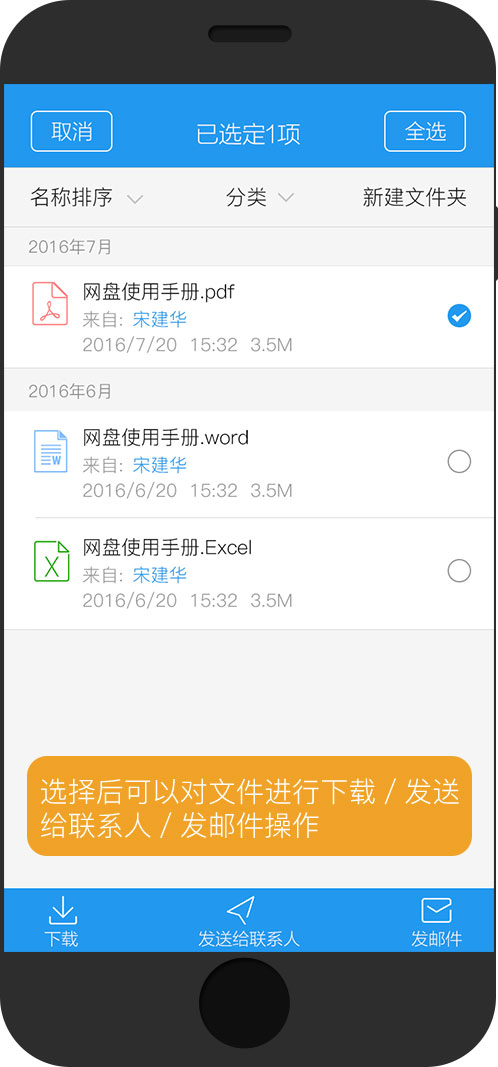 取消 已选定1项 全选
名称排序 分类 新建文件夹
2016年7月
网盘使用手册.pdf
来自: 宋建华
2016/7/20 15:32 3.5M
2016年6月
网盘使用手册.word
W
来自: 宋建华
2016/6/20 15:32 3.5M
网盘使用手册.Excel
X
来自: 宋建华
2016/6/20 15:32 3.5M
选择后可以对文件进行下载 / 发送
给联系人 / 发邮件操作
下载 发送给联系人 发邮件